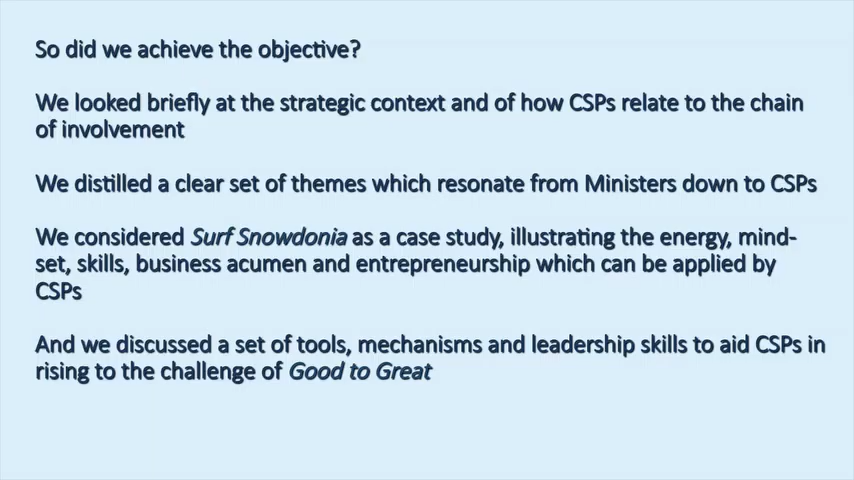 So did we achieve the objective?
We looked briefly at the strategic context and of how CSPs relate to the chain
of involvement
We distilled a clear set of themes which resonate from Ministers down to CSPs
We considered Surf Snowdonia as a case study, illustrating the energy, mind-
set, skills, business acumen and entrepreneurship which can be applied by
CSPs
And we discussed a set of tools, mechanisms and leadership skills to aid CSPs in
rising to the challenge of Good to Great